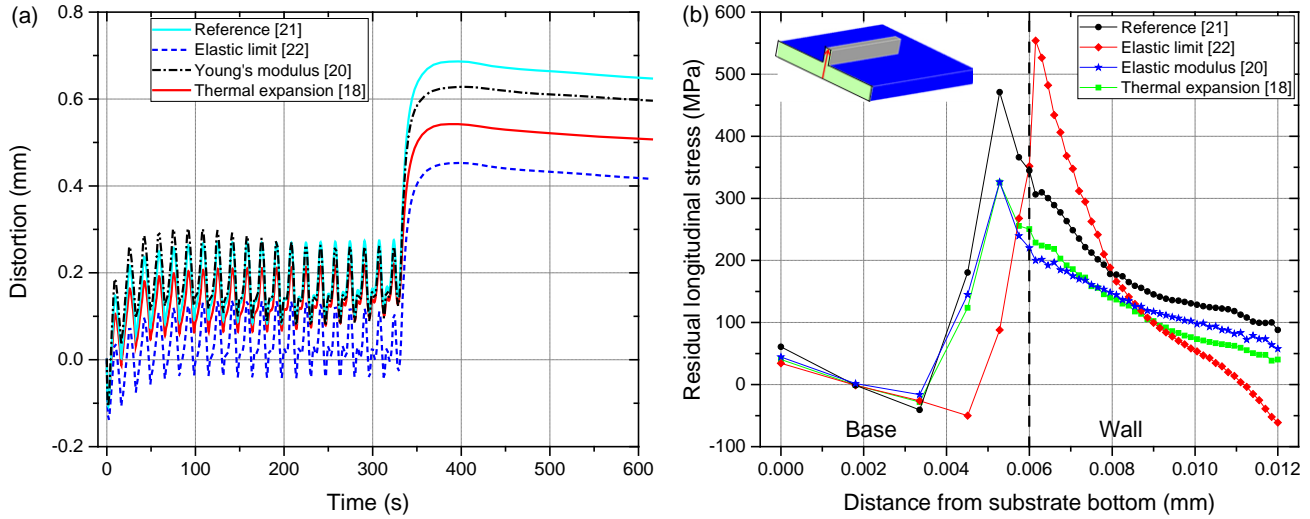 (a)
Reference [21]
Elastic limit [22]
Young's modulus [20]
Thermal expansion [18]
Distortion (mm)
0.8
0.6
0.4
0.2
0.0
-0.2
0 100 200 300 400 500 600
Time (s)
(b)
Reference [21]
Elastic limit [22]
Elastic modulus [20]
Thermal expansion [18]
Residual longitudinal stress (MPa)
600
500
400
300
200
100
0
-100
Base Wall
0.000 0.002 0.004 0.006 0.008 0.010 0.012
Distance from substrate bottom (mm)